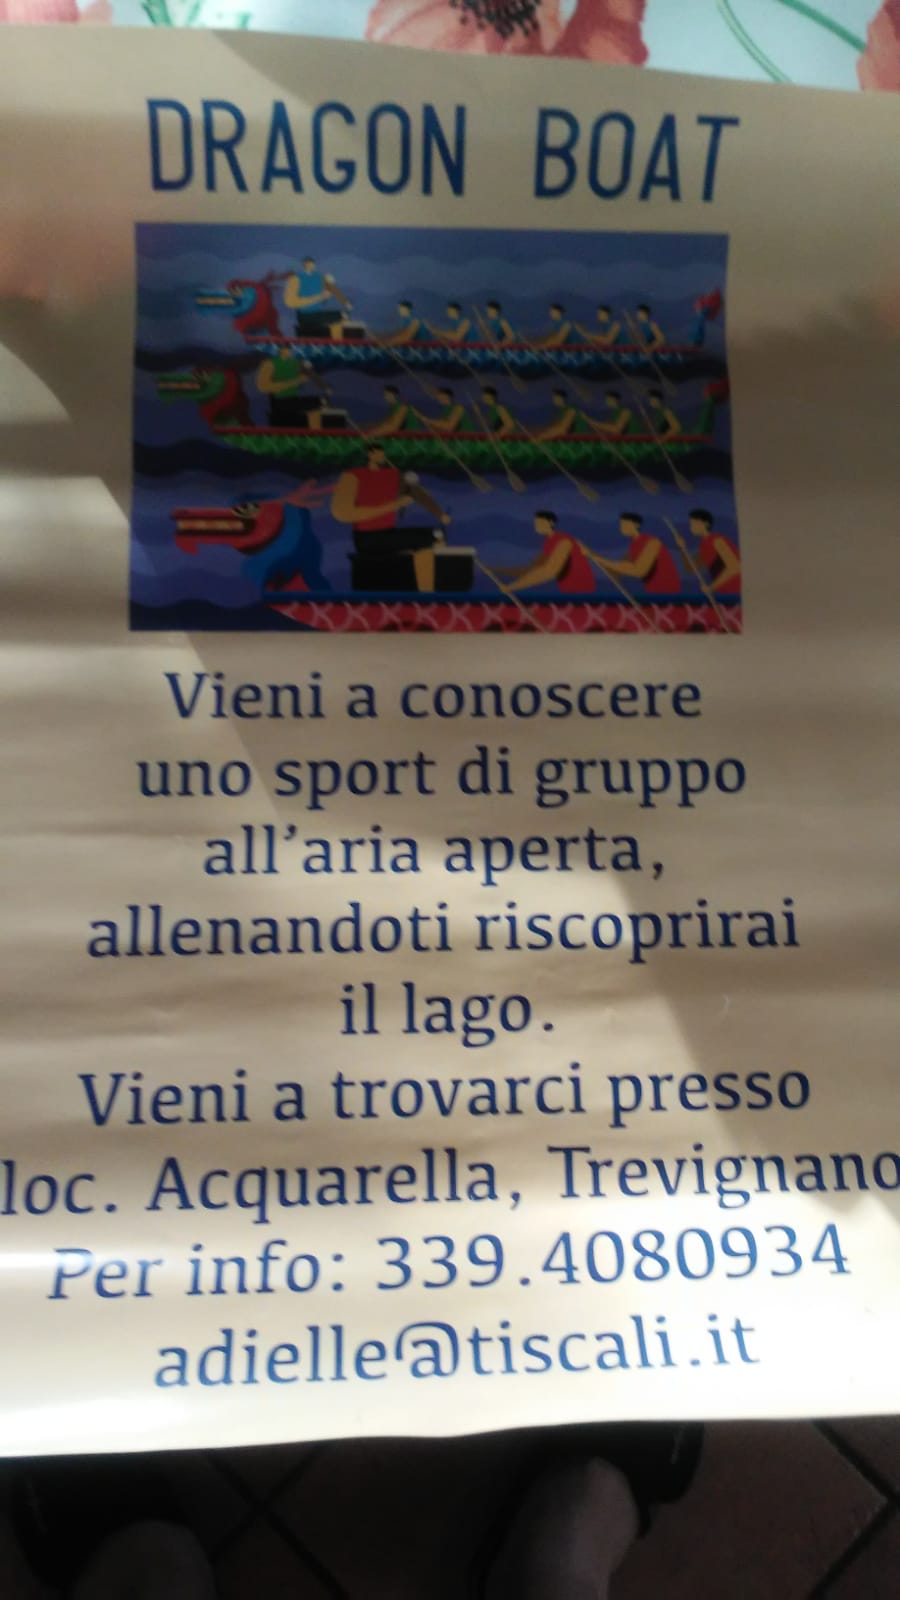 DRAGON BOAT
Vieni a conoscere
uno sport di gruppo
all’aria aperta,
allenandoti riscoprirai
il lago.
Vieni a trovarci presso
loc. Acquarella, Trevignano
Per info: 339.4080934
adielle@tiscali.it